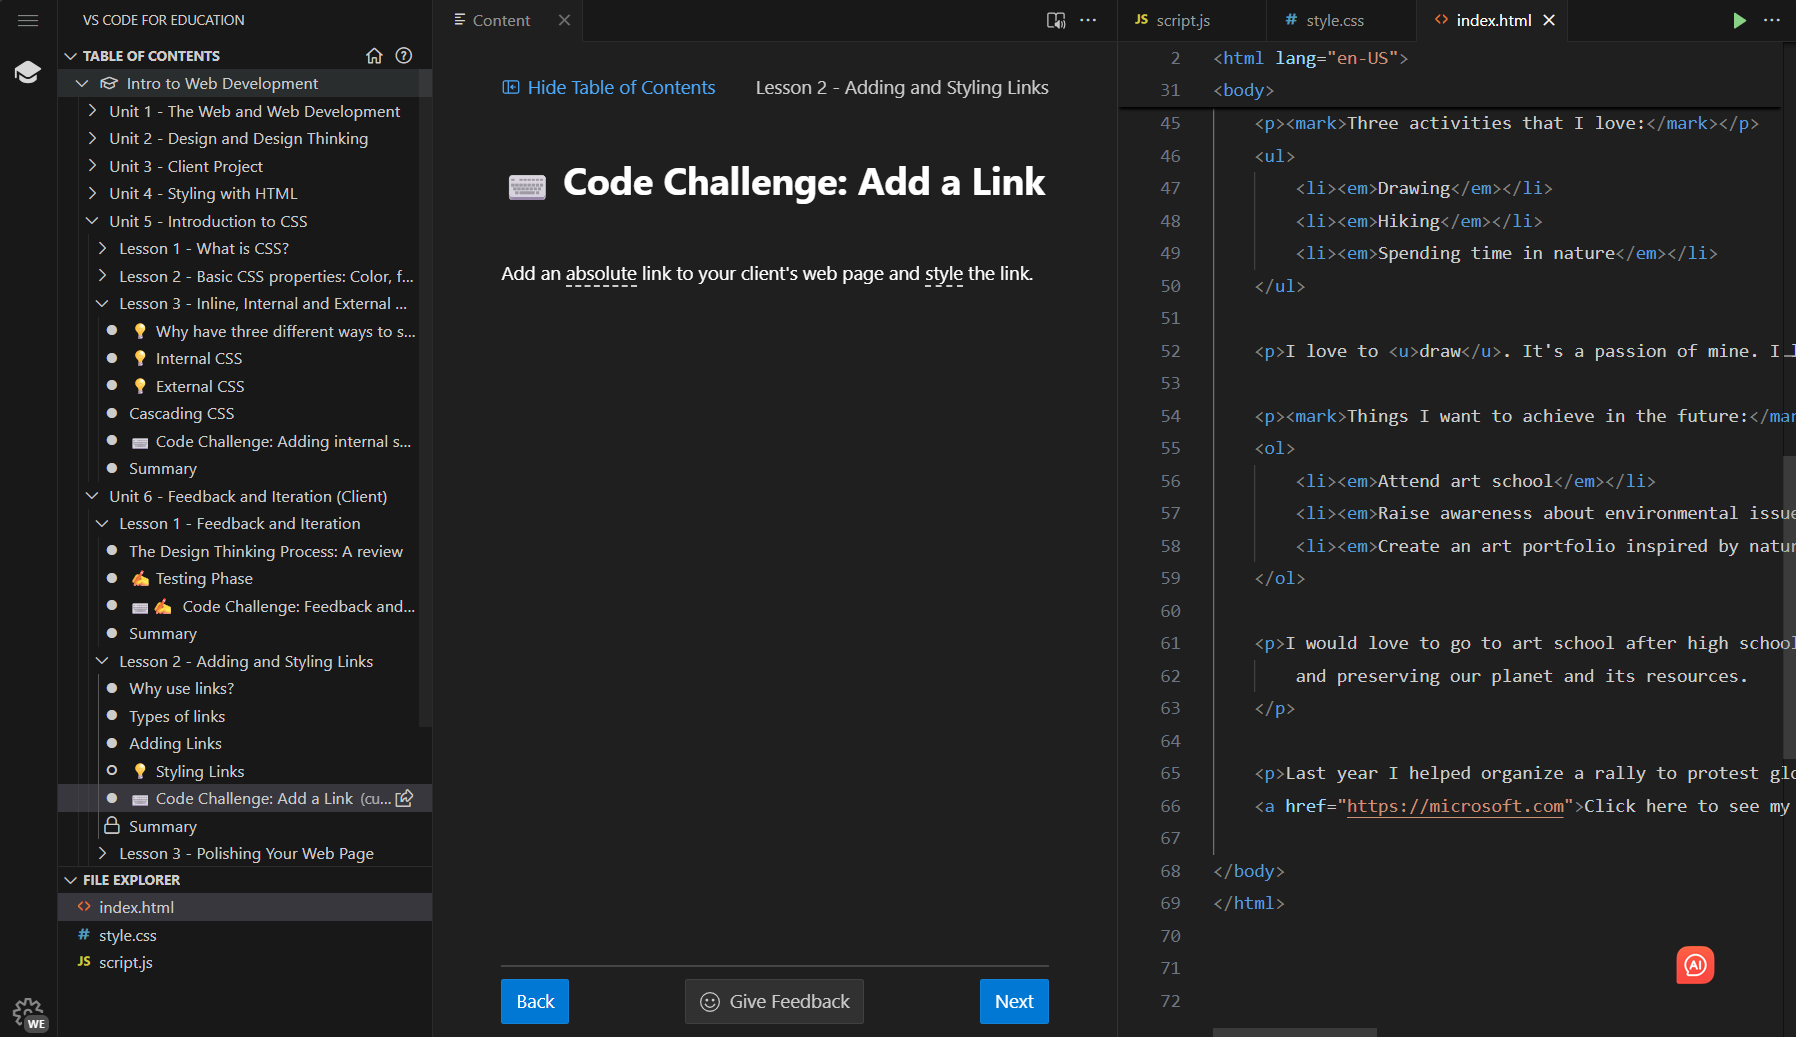 VS CODE FOR EDUCATION
TABLE OF CONTENTS
Intro to Web Development
Unit 1 - The Web and Web Development
Unit 2 - Design and Design Thinking
Unit 3 - Client Project
Unit 4 - Styling with HTML
Unit 5 - Introduction to CSS
Lesson 1 - What is CSS?
Lesson 2 - Basic CSS properties: Color, f...
Lesson 3 - Inline, Internal and External ...
Why have three different ways to s...
Internal CSS
External CSS
Cascading CSS
Code Challenge: Adding internal s...
Summary
Unit 6 - Feedback and Iteration (Client)
Lesson 1 - Feedback and Iteration
The Design Thinking Process: A review
Testing Phase
Code Challenge: Feedback and...
Summary
Lesson 2 - Adding and Styling Links
Why use links?
Types of links
Adding Links
Styling Links
Code Challenge: Add a Link (cu...
Summary
Lesson 3 - Polishing Your Web Page
FILE EXPLORER
index.html
style.css
JS script.js
WE
Content
Hide Table of Contents
Lesson 2 - Adding and Styling Links
Code Challenge: Add a Link
Add an absolute link to your client's web page and style the link.
Back
Give Feedback
Next
JS script.js
# style.css
<> index.html
2 <html lang="en-US">
31 <body>
45 <p><mark>Three activities that I love:</mark></p>
46 <ul>
47 <li><em>Drawing</em></li>
48 <li><em>Hiking</em></li>
49 <li><em>Spending time in nature</em></li>
50 </ul>
51
52 <p>I love to <u>draw</u>. It's a passion of mine. I
53
54 <p><mark>Things I want to achieve in the future:</mar
55 <ol>
56 <li><em>Attend art school</em></li>
57 <li><em>Raise awareness about environmental issue
58 <li><em>Create an art portfolio inspired by natur
59 </ol>
60
61 <p>I would love to go to art school after high school
62 and preserving our planet and its resources.
63 </p>
64
65 <p>Last year I helped organize a rally to protest glo
66 <a href="https://microsoft.com">Click here to see my
67
68 </body>
69 </html>
70
71
72
AI